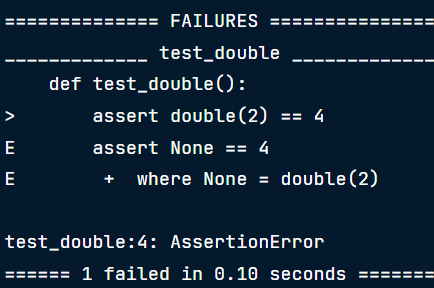 ============== FAILURES ===============
_____________ test_double _____________
    def test_double():
>       assert double(2) == 4
E       assert None == 4
E        +  where None = double(2)
test_double:4: AssertionError
====== 1 failed in 0.10 seconds =======